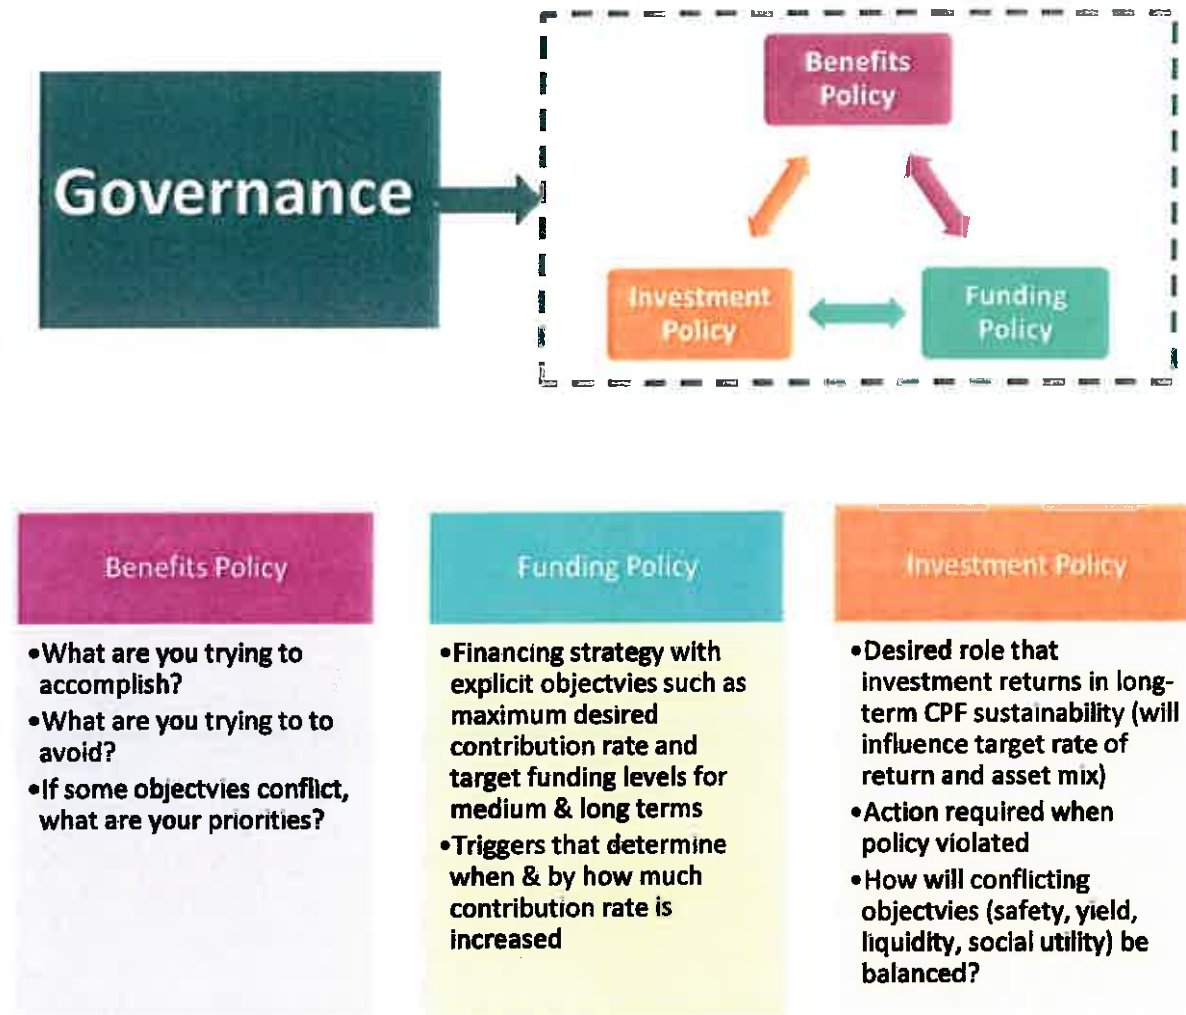 Governance
Benefits
Policy
Investment
Policy
Funding
Policy
Benefits Policy
•What are you trying to
accomplish?
•What are you trying to to
avoid?
•If some objectvies conflict,
what are your priorities?
Funding Policy
•Financing strategy with
explicit objectvies such as
maximum desired
contribution rate and
target funding levels for
medium & long terms
•Triggers that determine
when & by how much
contribution rate is
increased
Investment Policy
•Desired role that
investment returns in long-
term CPF sustainability (will
influence target rate of
return and asset mix)
•Action required when
policy violated
•How will conflicting
objectvies (safety, yield,
liquidity, social utility) be
balanced?